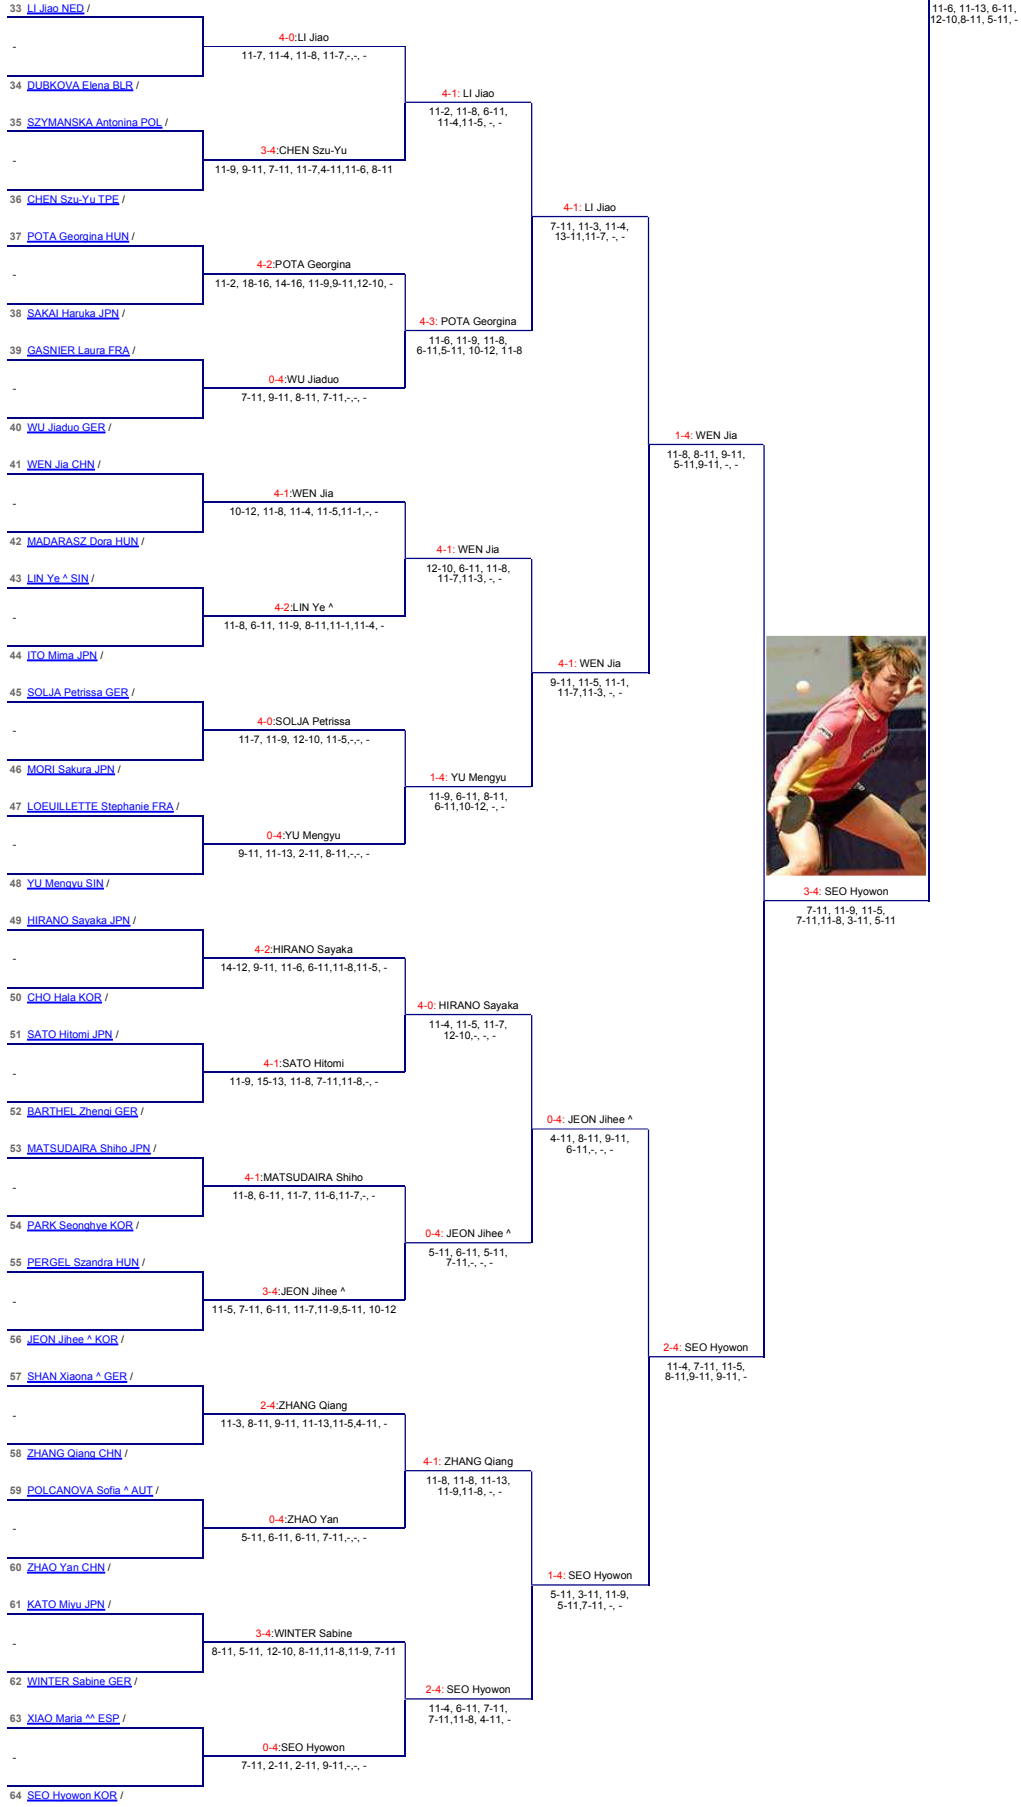 33 LI Jiao NED /
-
34 DUBKOVA Elena BLR /
35 SZYMANSKA Antonina POL /
-
36 CHEN Szu-Yu TPE /
37 POTA Georgina HUN /
-
38 SAKAI Haruka JPN /
39 GASNIER Laura FRA /
-
40 WU Jiaduo GER /
41 WEN Jia CHN /
-
42 MADARASZ Dora HUN /
43 LIN Ye ^ SIN /
-
44 ITO Mima JPN /
45 SOLJA Petrissa GER /
-
46 MORI Sakura JPN /
47 LOEUILLETTE Stephanie FRA /
-
48 YU Mengyu SIN /
49 HIRANO Sayaka JPN /
-
50 CHO Hala KOR /
51 SATO Hitomi JPN /
-
52 BARTHEL Zhenqi GER /
53 MATSUDAIRA Shiho JPN /
-
54 PARK Seonghye KOR /
55 PERGEL Szandra HUN /
-
56 JEON Jihee ^ KOR /
57 SHAN Xiaona ^ GER /
-
58 ZHANG Qiang CHN /
59 POLCANOVA Sofia ^ AUT /
-
60 ZHAO Yan CHN /
61 KATO Miyu JPN /
-
62 WINTER Sabine GER /
63 XIAO Maria ^^ ESP /
-
64 SEO Hyowon KOR /
4-0:LI Jiao
11-7, 11-4, 11-8, 11-7,-,-, -
3-4:CHEN Szu-Yu
11-9, 9-11, 7-11, 11-7,4-11,11-6, 8-11
4-2:POTA Georgina
11-2, 18-16, 14-16, 11-9,9-11,12-10, -
0-4:WU Jiaduo
7-11, 9-11, 8-11, 7-11,-,-, -
4-1:WEN Jia
10-12, 11-8, 11-4, 11-5,11-1,-, -
4-2:LIN Ye ^
11-8, 6-11, 11-9, 8-11,11-1,11-4, -
4-0:SOLJA Petrissa
11-7, 11-9, 12-10, 11-5,-,-, -
0-4:YU Mengyu
9-11, 11-13, 2-11, 8-11,-,-, -
4-2:HIRANO Sayaka
14-12, 9-11, 11-6, 6-11,11-8,11-5, -
4-1:SATO Hitomi
11-9, 15-13, 11-8, 7-11,11-8,-, -
4-1:MATSUDAIRA Shiho
11-8, 6-11, 11-7, 11-6,11-7,-, -
3-4:JEON Jihee ^
11-5, 7-11, 6-11, 11-7,11-9,5-11, 10-12
2-4:ZHANG Qiang
11-3, 8-11, 9-11, 11-13,11-5,4-11, -
0-4:ZHAO Yan
5-11, 6-11, 6-11, 7-11,-,-, -
3-4:WINTER Sabine
8-11, 5-11, 12-10, 8-11,11-8,11-9, 7-11
0-4:SEO Hyowon
7-11, 2-11, 2-11, 9-11,-,-, -
4-1: LI Jiao
11-2, 11-8, 6-11,
11-4,11-5, -, -
4-3: POTA Georgina
11-6, 11-9, 11-8,
6-11,5-11, 10-12, 11-8
4-1: WEN Jia
12-10, 6-11, 11-8,
11-7,11-3, -, -
1-4: YU Mengyu
11-9, 6-11, 8-11,
6-11,10-12, -, -
4-0: HIRANO Sayaka
11-4, 11-5, 11-7,
12-10,-, -, -
0-4: JEON Jihee ^
5-11, 6-11, 5-11,
7-11,-, -, -
4-1: ZHANG Qiang
11-8, 11-8, 11-13,
11-9,11-8, -, -
2-4: SEO Hyowon
11-4, 6-11, 7-11,
7-11,11-8, 4-11, -
4-1: LI Jiao
7-11, 11-3, 11-4,
13-11,11-7, -, -
4-1: WEN Jia
9-11, 11-5, 11-1,
11-7,11-3, -, -
0-4: JEON Jihee ^
4-11, 8-11, 9-11,
6-11,-, -, -
1-4: SEO Hyowon
5-11, 3-11, 11-9,
5-11,7-11, -, -
1-4: WEN Jia
11-8, 8-11, 9-11,
5-11,9-11, -, -
2-4: SEO Hyowon
11-4, 7-11, 11-5,
8-11,9-11, 9-11, -
3-4: SEO Hyowon
7-11, 11-9, 11-5,
7-11,11-8, 3-11, 5-11
11-6, 11-13, 6-11,
12-10,8-11, 5-11, -